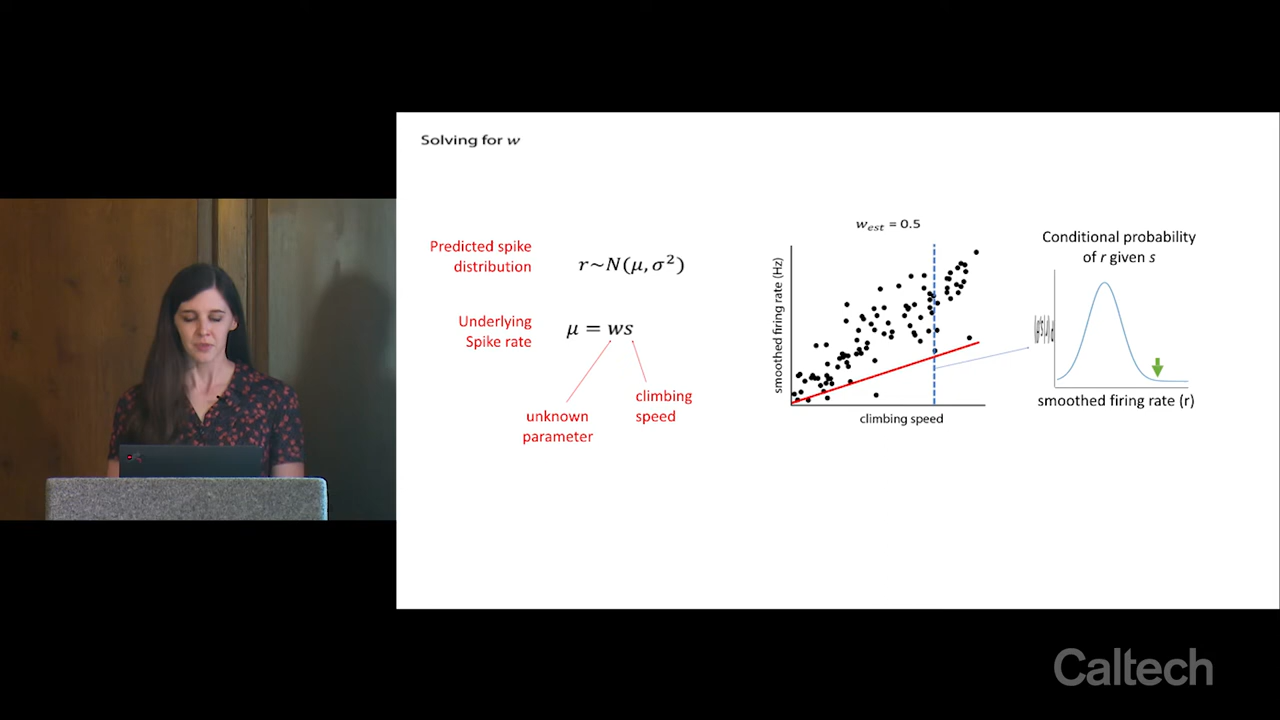 Solving for w
Predicted spike
distribution
r~N(μ, σ²)
Underlying
Spike rate
μ = ws
unknown
parameter
climbing
speed
w_est = 0.5
smoothed firing rate (Hz)
climbing speed
Conditional probability
of r given s
smoothed firing rate (r)
Caltech